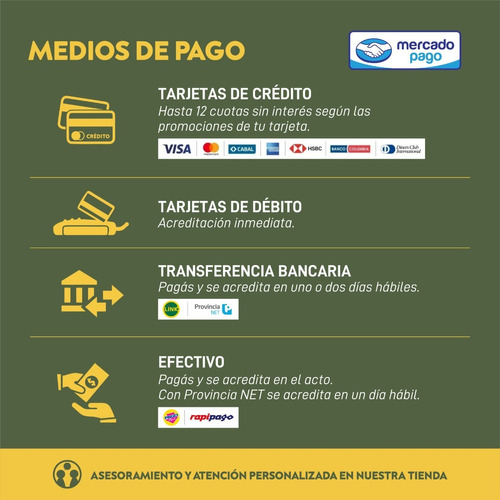 MEDIOS DE PAGO
mercado
pago
TARJETAS DE CRÉDITO
Hasta 12 cuotas sin interés según las
promociones de tu tarjeta.
CRÉDITO
VISA mastercard CABAL HSBC BANCO COLUMBIA Diners Club
International
TARJETAS DE DÉBITO
Acreditación inmediata.
TRANSFERENCIA BANCARIA
Pagás y se acredita en uno o dos días hábiles.
LINK Provincia
NET
EFECTIVO
Pagás y se acredita en el acto.
Con Provincia NET se acredita en un día hábil.
rapipago
ASESORAMIENTO Y ATENCIÓN PERSONALIZADA EN NUESTRA TIENDA